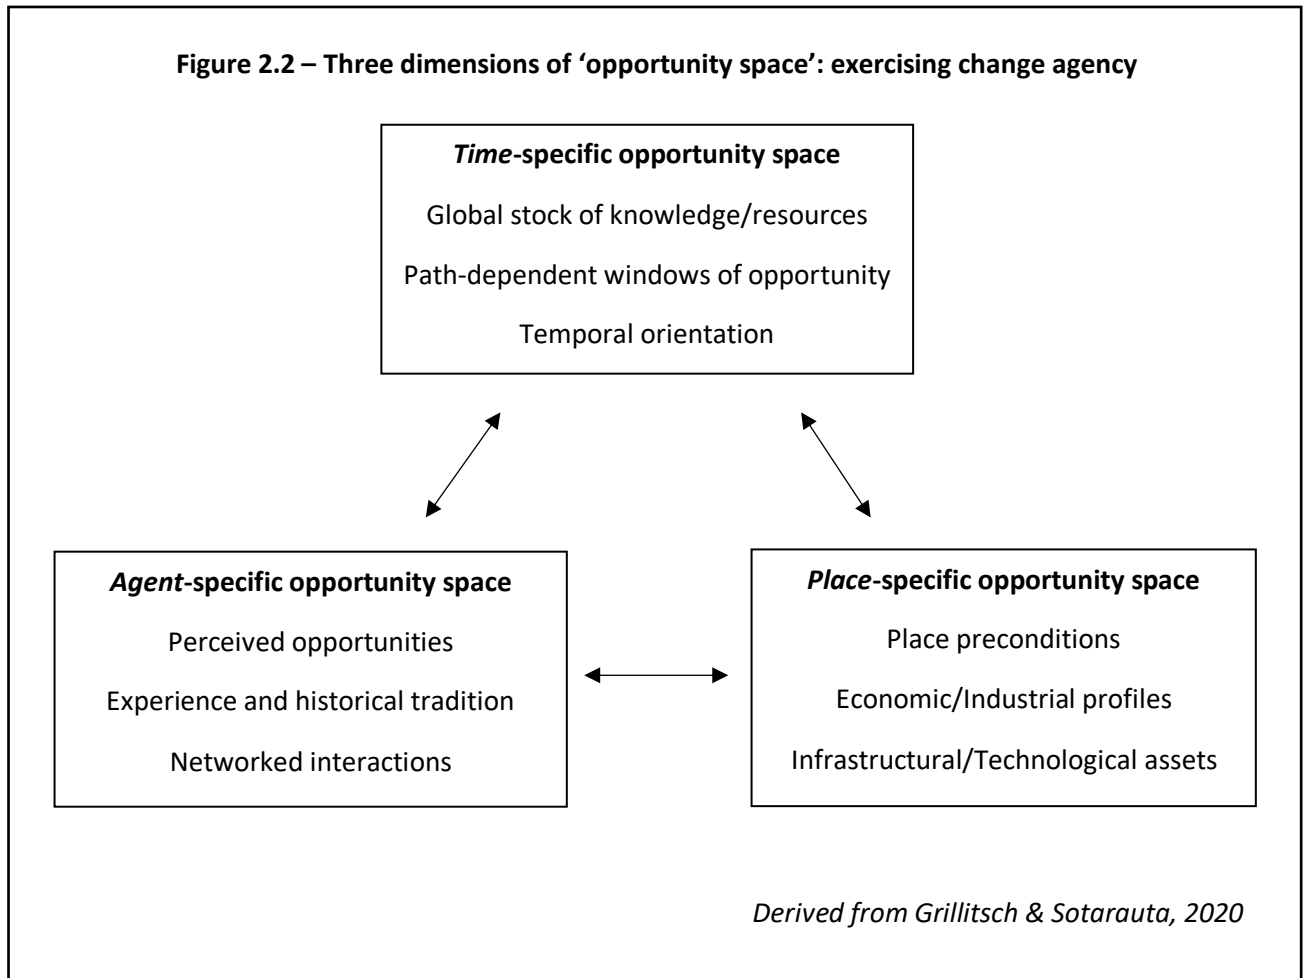 Figure 2.2 – Three dimensions of ‘opportunity space’: exercising change agency
Time-specific opportunity space
Global stock of knowledge/resources
Path-dependent windows of opportunity
Temporal orientation
Agent-specific opportunity space
Perceived opportunities
Experience and historical tradition
Networked interactions
Place-specific opportunity space
Place preconditions
Economic/Industrial profiles
Infrastructural/Technological assets
Derived from Grillitsch & Sotarauta, 2020